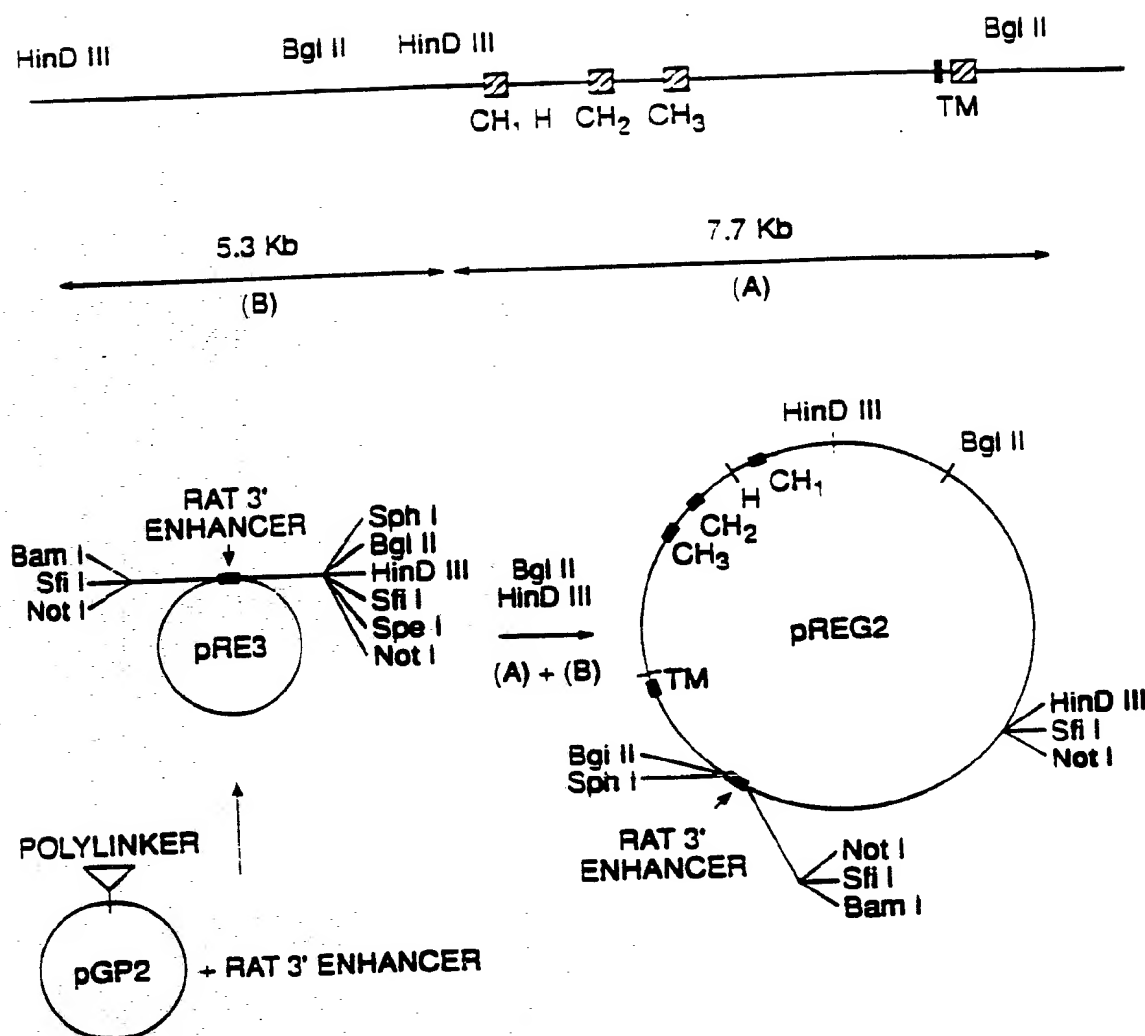 HinD III Bgl II HinD III Bgl II
CH₁ H CH₂ CH₃ TM
5.3 Kb 7.7 Kb
(B) (A)
HinD III
Bgl II
CH₁
H
CH₂
CH₃
RAT 3'
ENHANCER
Bam I
Sfi I
Not I
Sph I
Bgl II
HinD III
Sfi I
Spe I
Not I
pRE3
Bgl II
HinD III
(A) + (B)
pREG2
TM
HinD III
Sfi I
Not I
Bgl II
Sph I
RAT 3'
ENHANCER
Not I
Sfi I
Bam I
POLYLINKER
pGP2 + RAT 3' ENHANCER